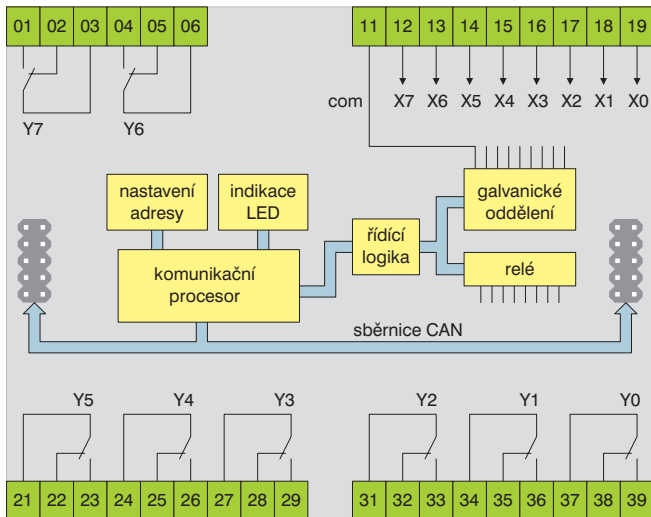 01 02 03 04 05 06 11 12 13 14 15 16 17 18 19
com X7 X6 X5 X4 X3 X2 X1 X0
Y7 Y6
nastavení
adresy
indikace
LED
galvanické
oddělení
řídící
logika
komunikační
procesor
relé
sběrnice CAN
Y5 Y4 Y3 Y2 Y1 Y0
21 22 23 24 25 26 27 28 29 31 32 33 34 35 36 37 38 39